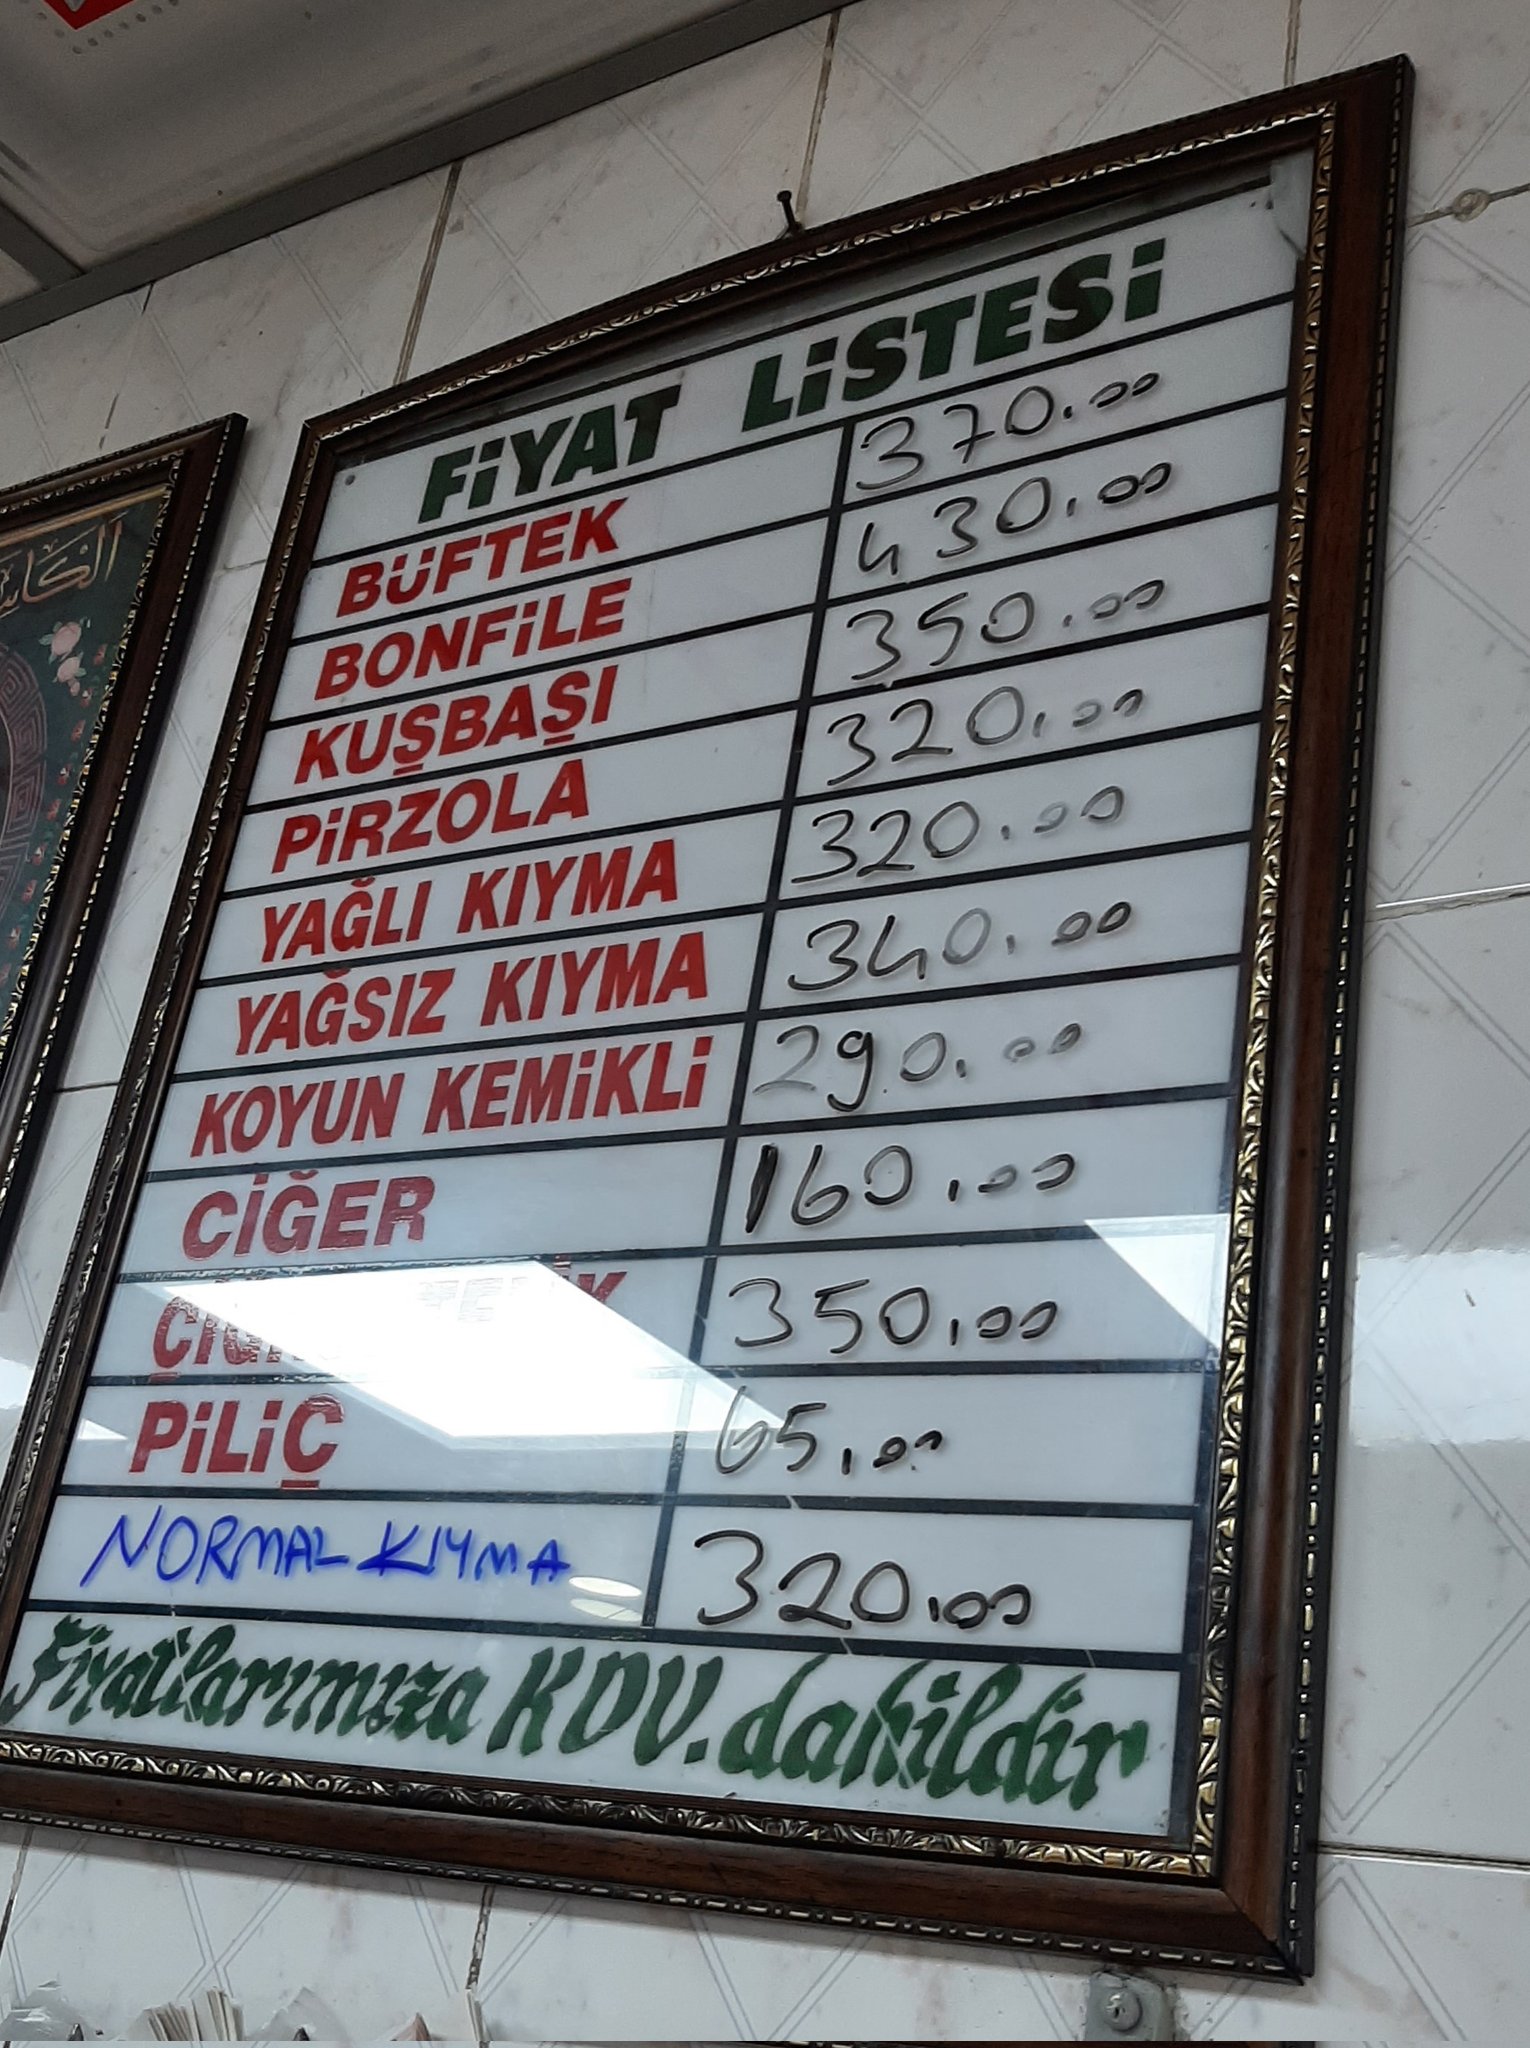 FİYAT LİSTESİ
BÜFTEK 370.00
BONFİLE 430.00
KUŞBAŞI 350.00
PİRZOLA 320.00
YAĞLI KIYMA 320.00
YAĞSIZ KIYMA 340.00
KOYUN KEMİKLİ 290.00
CİĞER 160.00
350,00
PİLİÇ 65,00
NORMAL KIYMA 320,00
Fiyatlarımıza KDV. dahildir